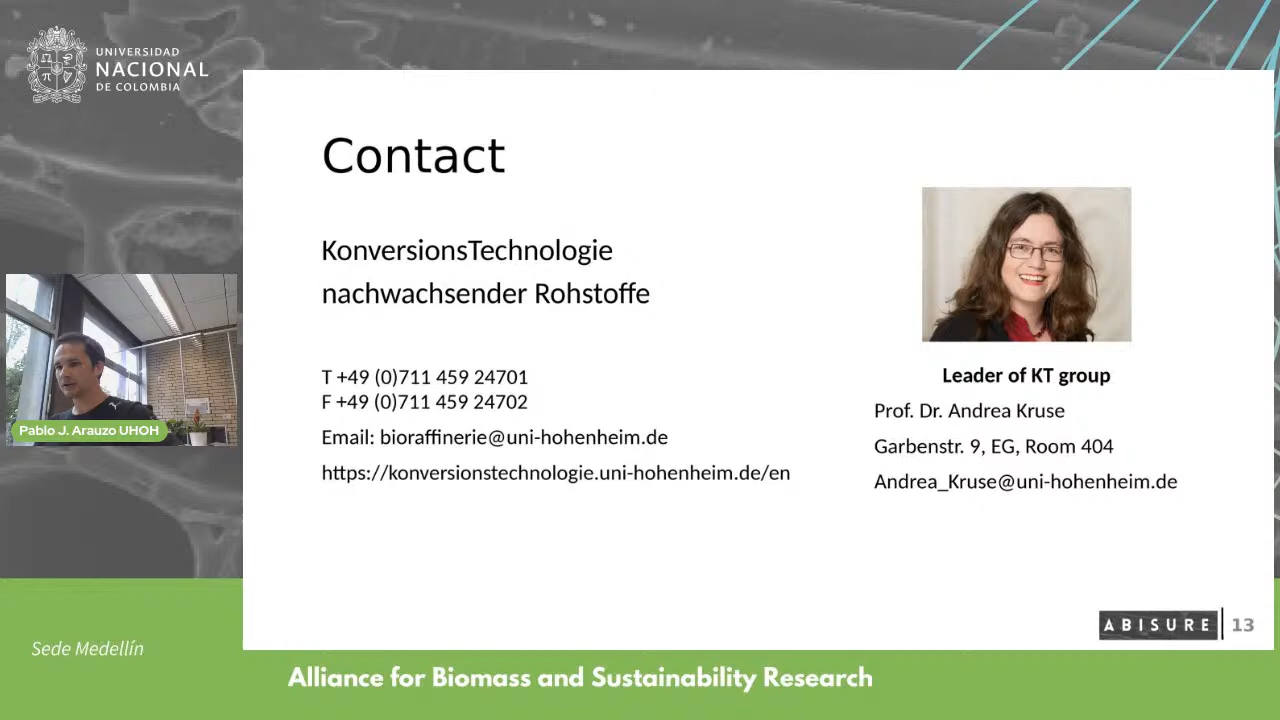 UNIVERSIDAD
NACIONAL
DE COLOMBIA
Contact
KonversionsTechnologie
nachwachsender Rohstoffe
T +49 (0)711 459 24701
F +49 (0)711 459 24702
Email: bioraffinerie@uni-hohenheim.de
https://konversionstechnologie.uni-hohenheim.de/en
Leader of KT group
Prof. Dr. Andrea Kruse
Garbenstr. 9, EG, Room 404
Andrea_Kruse@uni-hohenheim.de
Pablo J. Arauzo UHOH
ABISURE
13
Sede Medellín
Alliance for Biomass and Sustainability Research